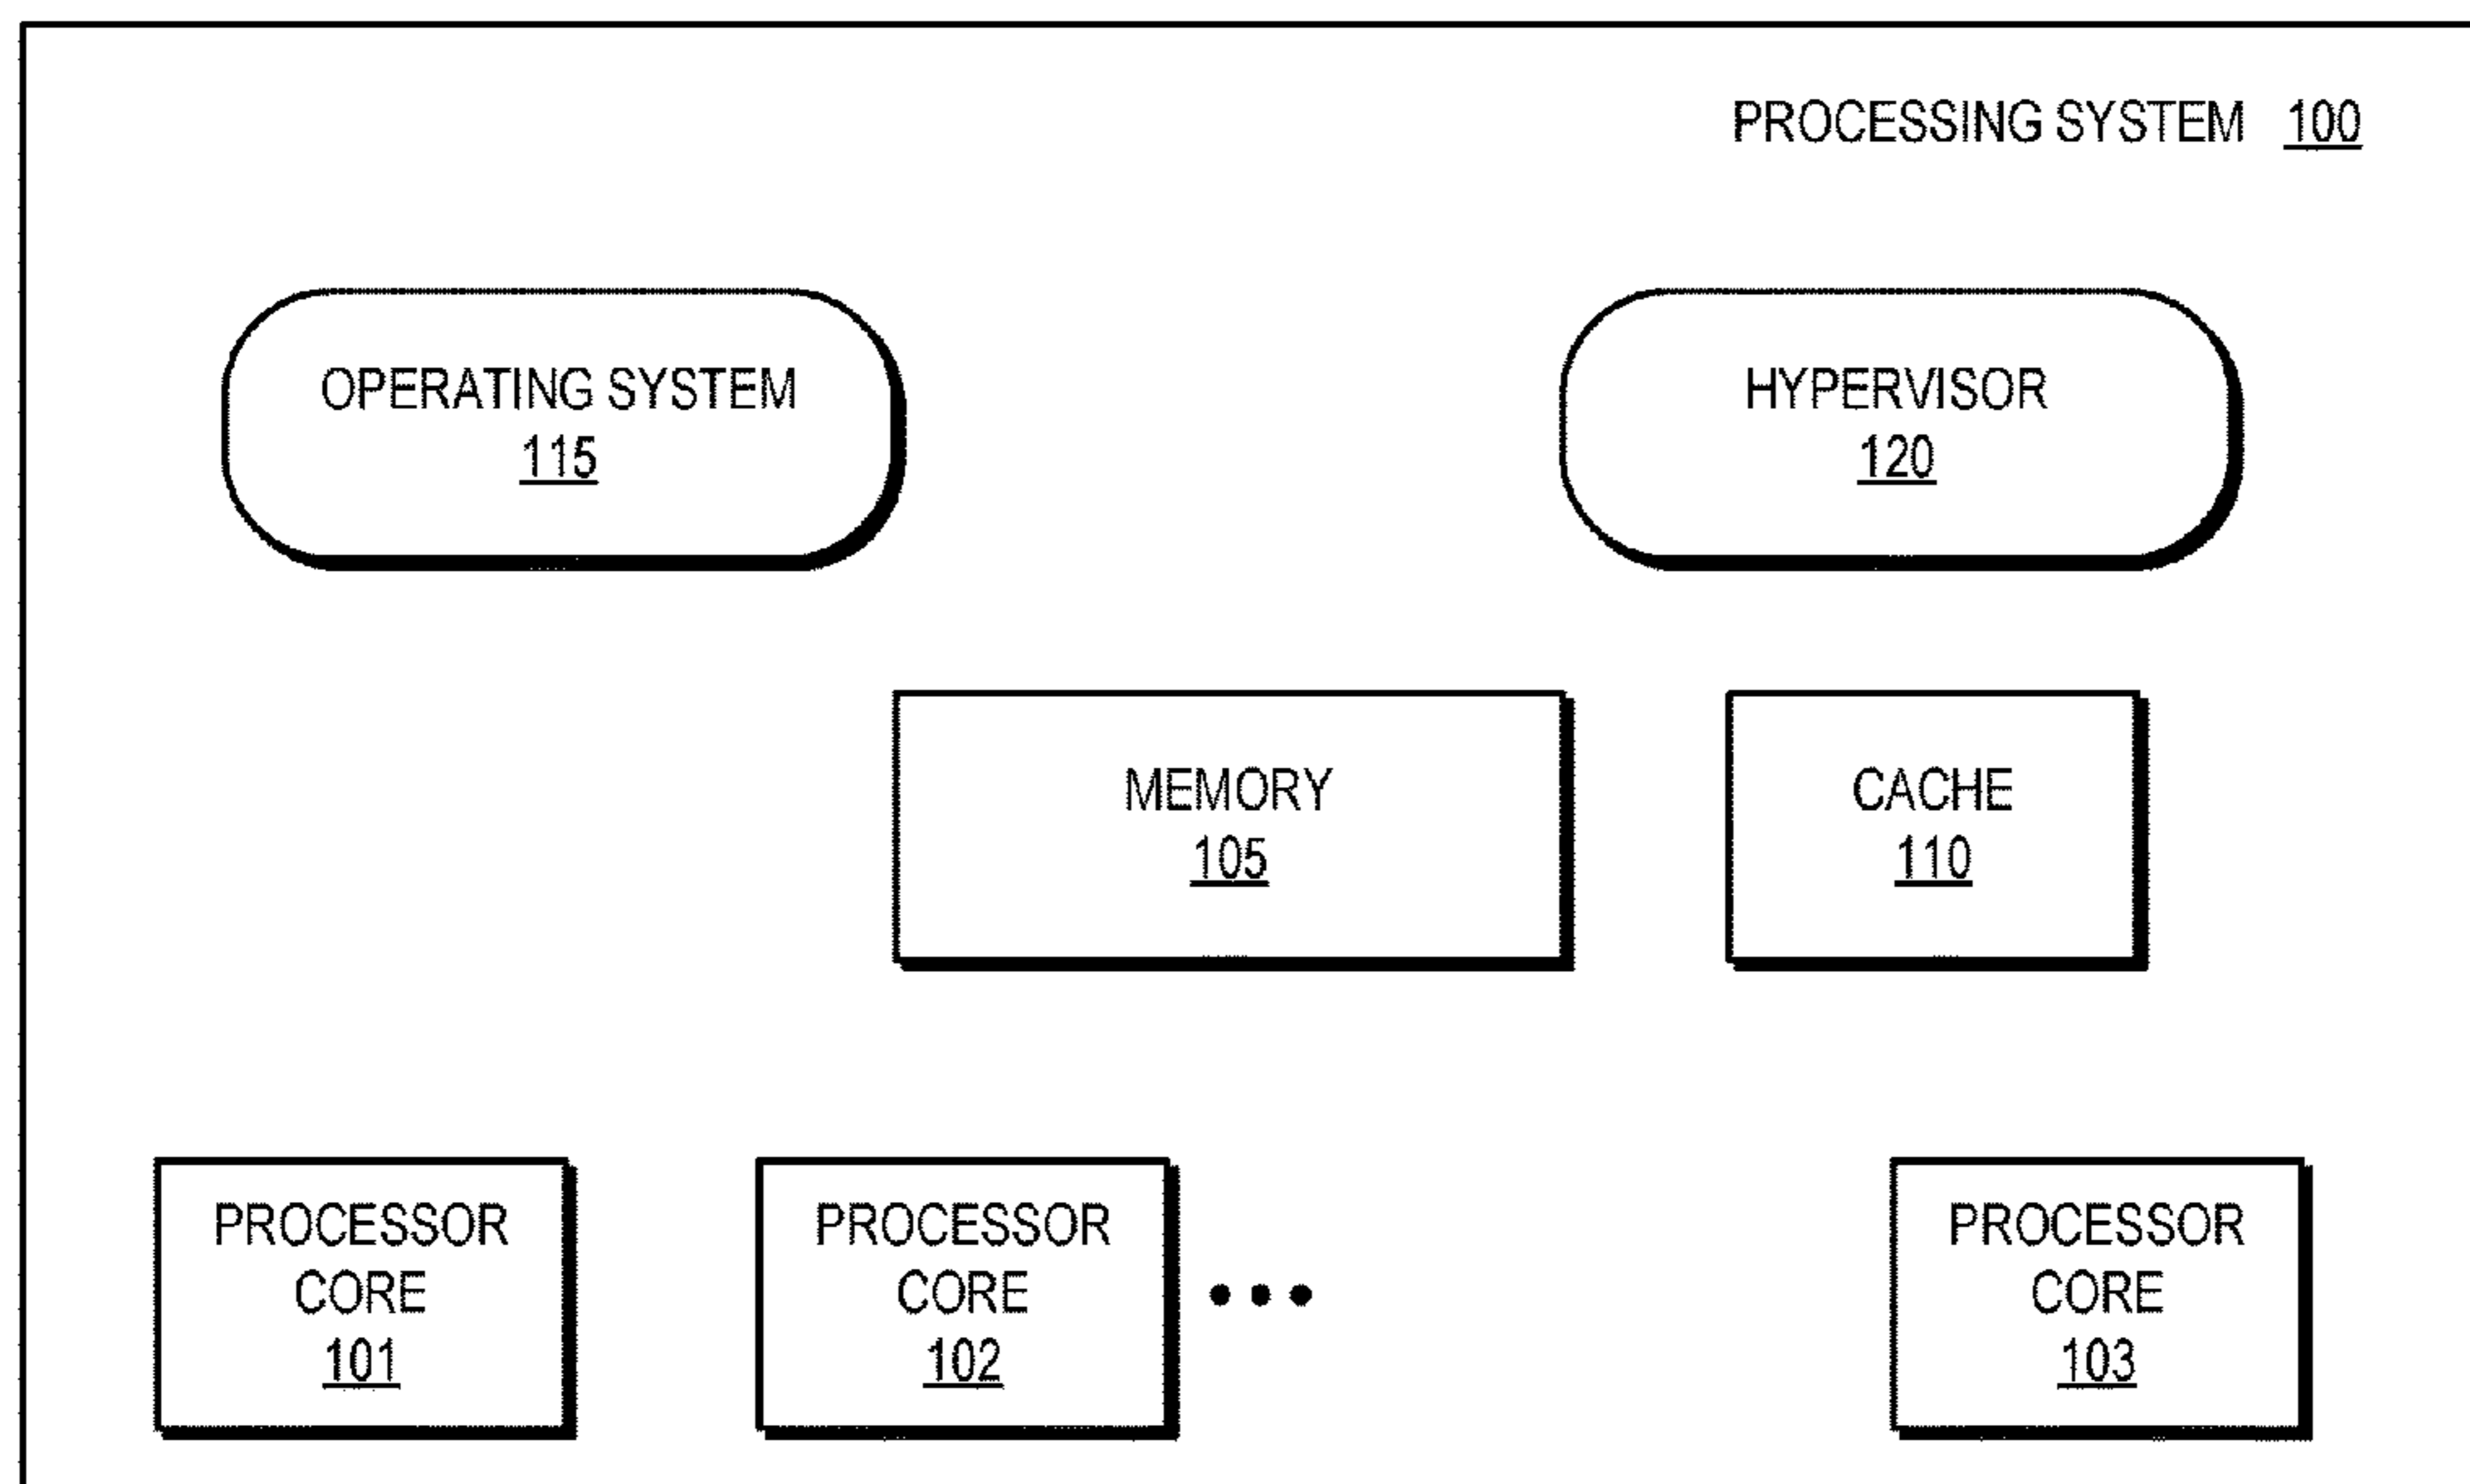 PROCESSING SYSTEM 100
OPERATING SYSTEM
115
HYPERVISOR
120
MEMORY
105
CACHE
110
PROCESSOR
CORE
101
PROCESSOR
CORE
102
PROCESSOR
CORE
103